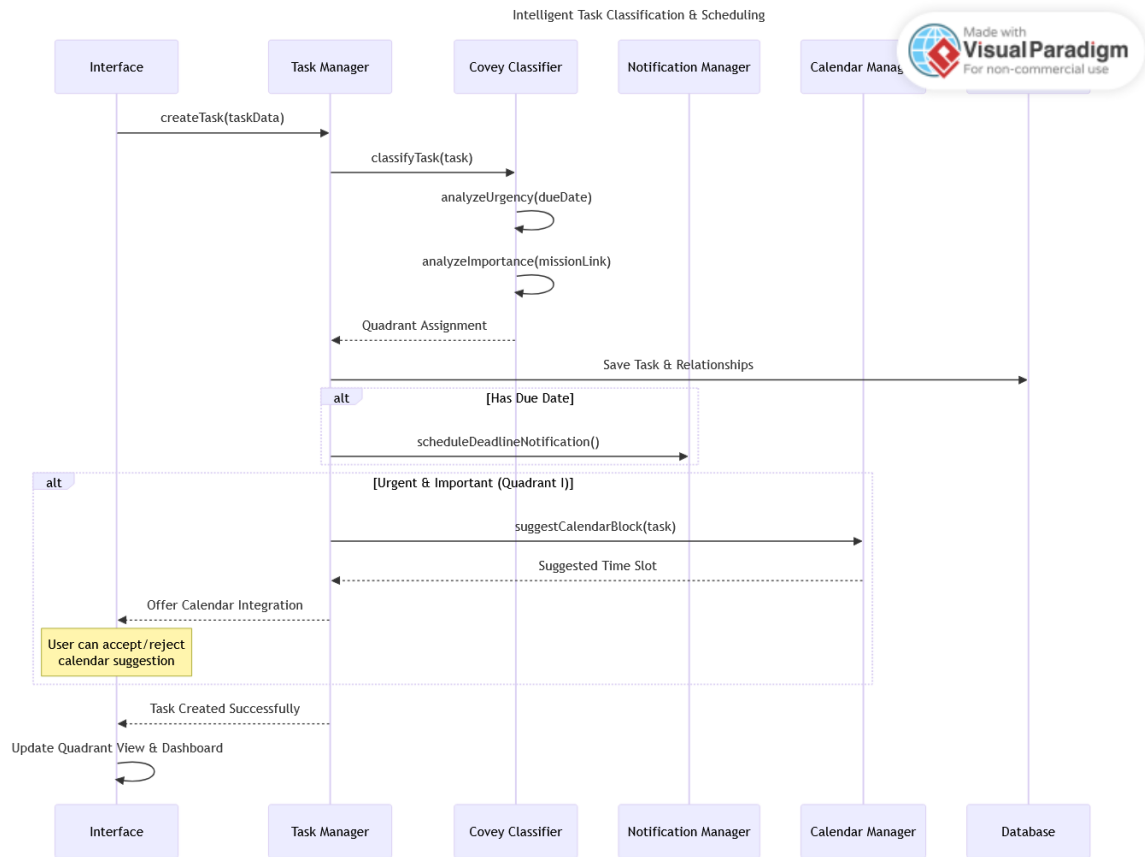 Intelligent Task Classification & Scheduling
Made with
Visual Paradigm
For non-commercial use
Interface
Task Manager
Covey Classifier
Notification Manager
Calendar Manager
createTask(taskData)
classifyTask(task)
analyzeUrgency(dueDate)
analyzeImportance(missionLink)
Quadrant Assignment
Save Task & Relationships
alt
[Has Due Date]
scheduleDeadlineNotification()
alt
[Urgent & Important (Quadrant I)]
suggestCalendarBlock(task)
Suggested Time Slot
Offer Calendar Integration
User can accept/reject
calendar suggestion
Task Created Successfully
Update Quadrant View & Dashboard
Interface
Task Manager
Covey Classifier
Notification Manager
Calendar Manager
Database